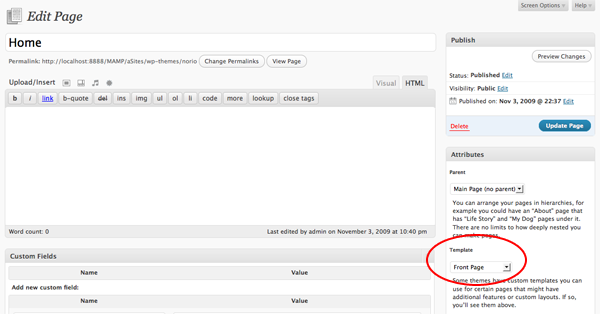 Screen Options
Help
Edit Page
Home
Permalink: http://localhost:8888/MAMP/aSites/wp-themes/norio
Change Permalinks
View Page
Upload/Insert
Visual
HTML
b
i
link
b-quote
del
ins
img
ul
ol
li
code
more
lookup
close tags
Word count: 0
Last edited by admin on November 3, 2009 at 10:40 pm
Custom Fields
Name
Value
Add new custom field:
Name
Value
Publish
Preview Changes
Status: Published Edit
Visibility: Public Edit
Published on: Nov 3, 2009 @ 22:37 Edit
Delete
Update Page
Attributes
Parent
Main Page (no parent)
You can arrange your pages in hierarchies, for
example you could have an "About" page that
has "Life Story" and "My Dog" pages under it.
There are no limits to how deeply nested you
can make pages.
Template
Front Page
Some themes have custom templates you can
use for certain pages that might have
additional features or custom layouts. If so,
you'll see them above.